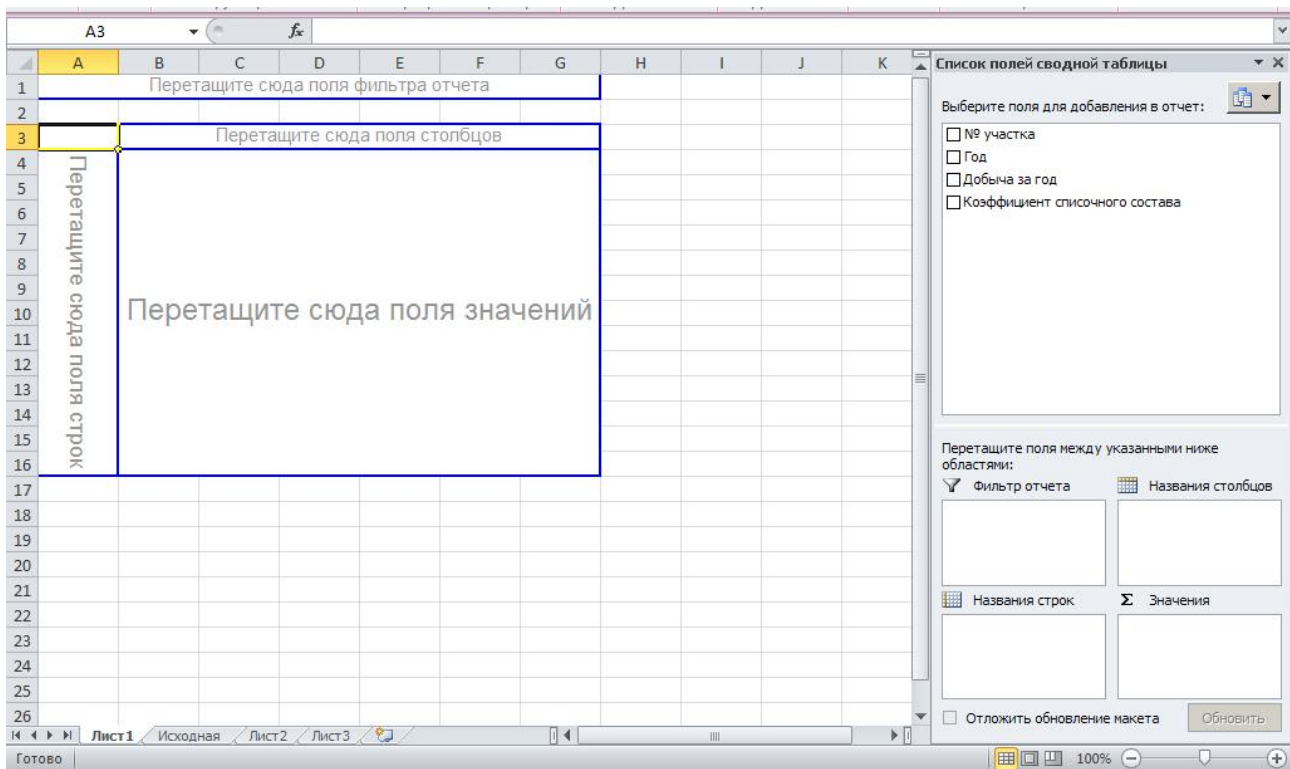 A3
fx
A B C D E F G H I J K
1
Перетащите сюда поля фильтра отчета
2
3
Перетащите сюда поля столбцов
4
5
6
7
8
9
10
11
12
13
14
15
16
Перетащите сюда поля строк
Перетащите сюда поля значений
17
18
19
20
21
22
23
24
25
26
Лист1 Исходная Лист2 Лист3
Готово
100%
Список полей сводной таблицы
Выберите поля для добавления в отчет:
№ участка
Год
Добыча за год
Коэффициент списочного состава
Перетащите поля между указанными ниже
областями:
Фильтр отчета
Названия столбцов
Названия строк
Σ Значения
Отложить обновление макета
Обновить